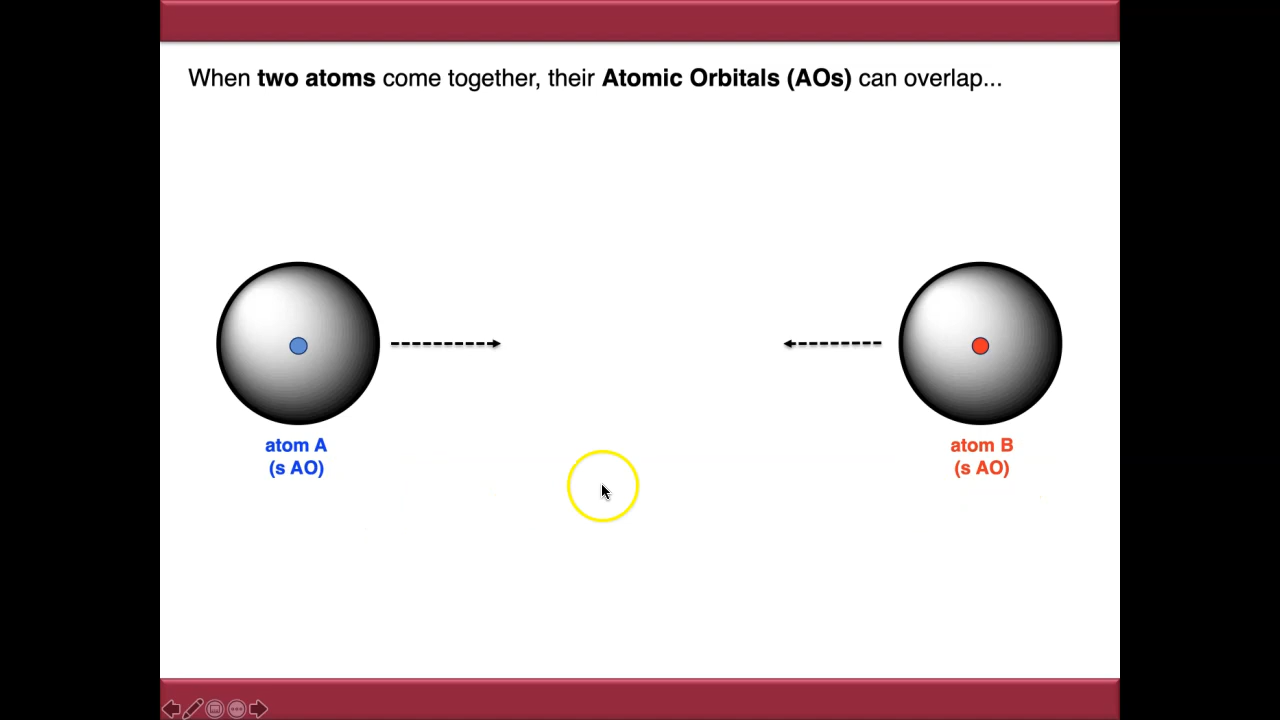 When two atoms come together, their Atomic Orbitals (AOs) can overlap...
atom A
(s AO)
atom B
(s AO)